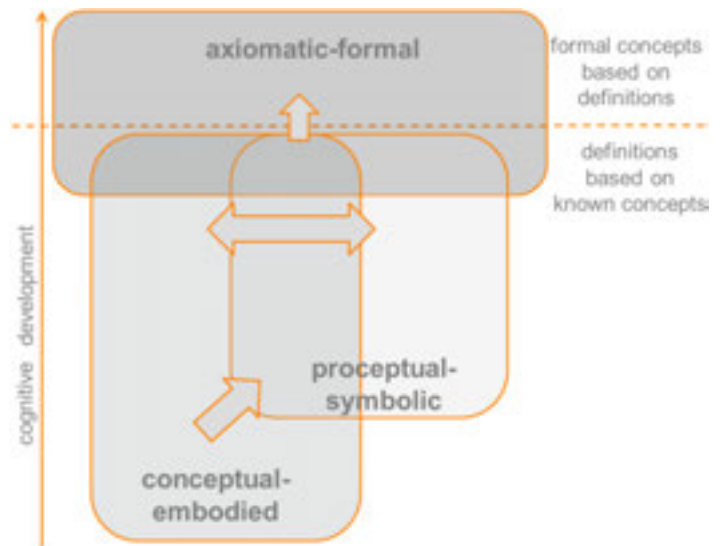 axiomatic-formal
formal concepts
based on
definitions
definitions
based on
known concepts
cognitive development
proceptual-
symbolic
conceptual-
embodied